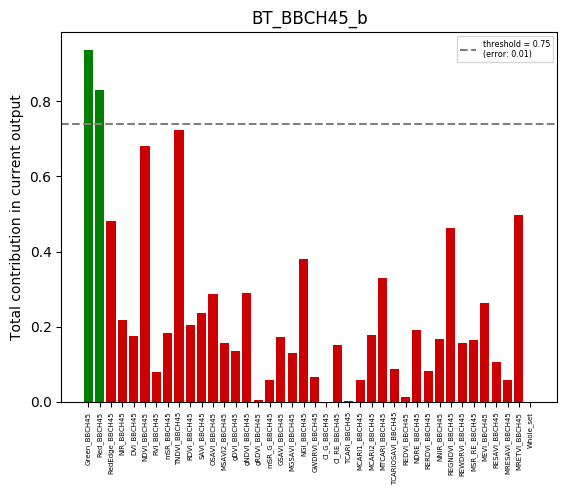 BT_BBCH45_b
threshold = 0.75
(error: 0.01)
Total contribution in current output
0.8
0.6
0.4
0.2
0.0
Green_BBCH45
Red_BBCH45
RedEdge_BBCH45
NIR_BBCH45
DVI_BBCH45
NDVI_BBCH45
RVI_BBCH45
mSR_BBCH45
TNDVI_BBCH45
RDVI_BBCH45
SAVI_BBCH45
OSAVI_BBCH45
MSAVI2_BBCH45
gDVI_BBCH45
gNDVI_BBCH45
gRDVI_BBCH45
mSR_G_BBCH45
GSAVI_BBCH45
MGSAVI_BBCH45
NGI_BBCH45
GWDRVI_BBCH45
CI_G_BBCH45
CI_RE_BBCH45
TCARI_BBCH45
MCARI1_BBCH45
MCARI2_BBCH45
MTCARI_BBCH45
TCARIOSAVI_BBCH45
REDVI_BBCH45
NDRE_BBCH45
RERDVI_BBCH45
NNIR_BBCH45
REGNDVI_BBCH45
REWDRVI_BBCH45
MSR_RE_BBCH45
MEVI_BBCH45
RESAVI_BBCH45
MRESAVI_BBCH45
MRETVI_BBCH45
Whole_set